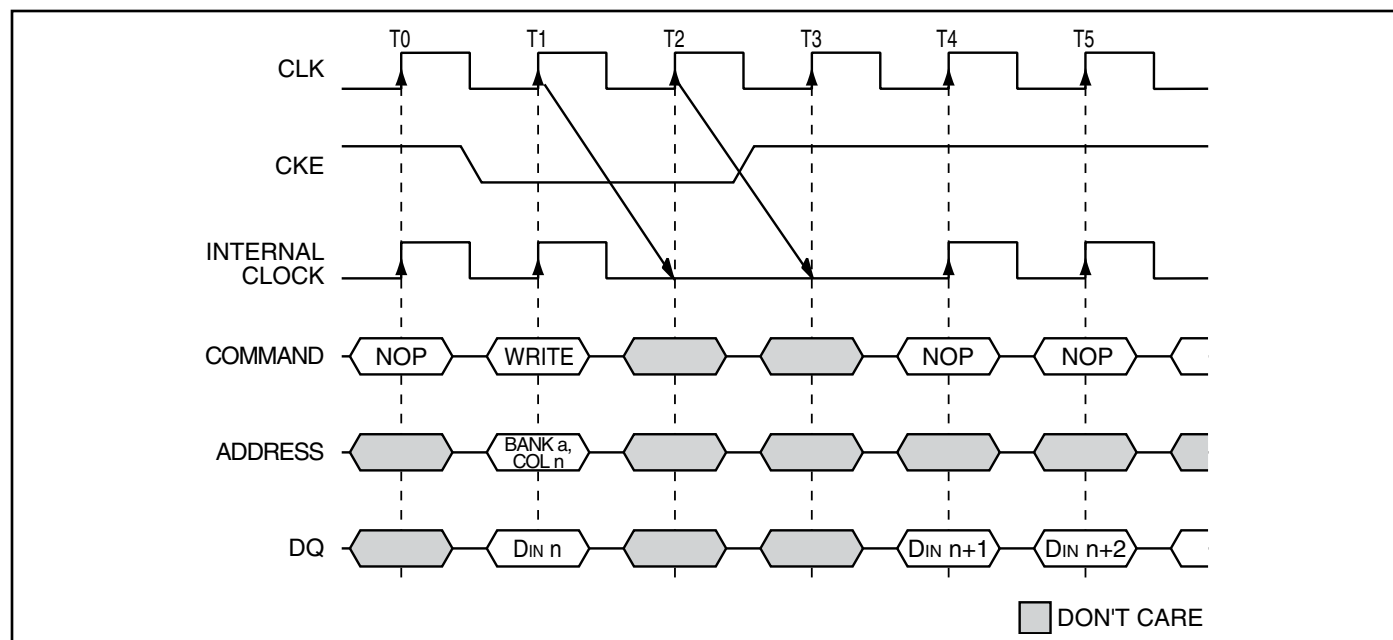 T0 T1 T2 T3 T4 T5
CLK
CKE
INTERNAL
CLOCK
COMMAND NOP WRITE NOP NOP
ADDRESS BANK a,
COL n
DQ DIN n DIN n+1 DIN n+2
DON'T CARE